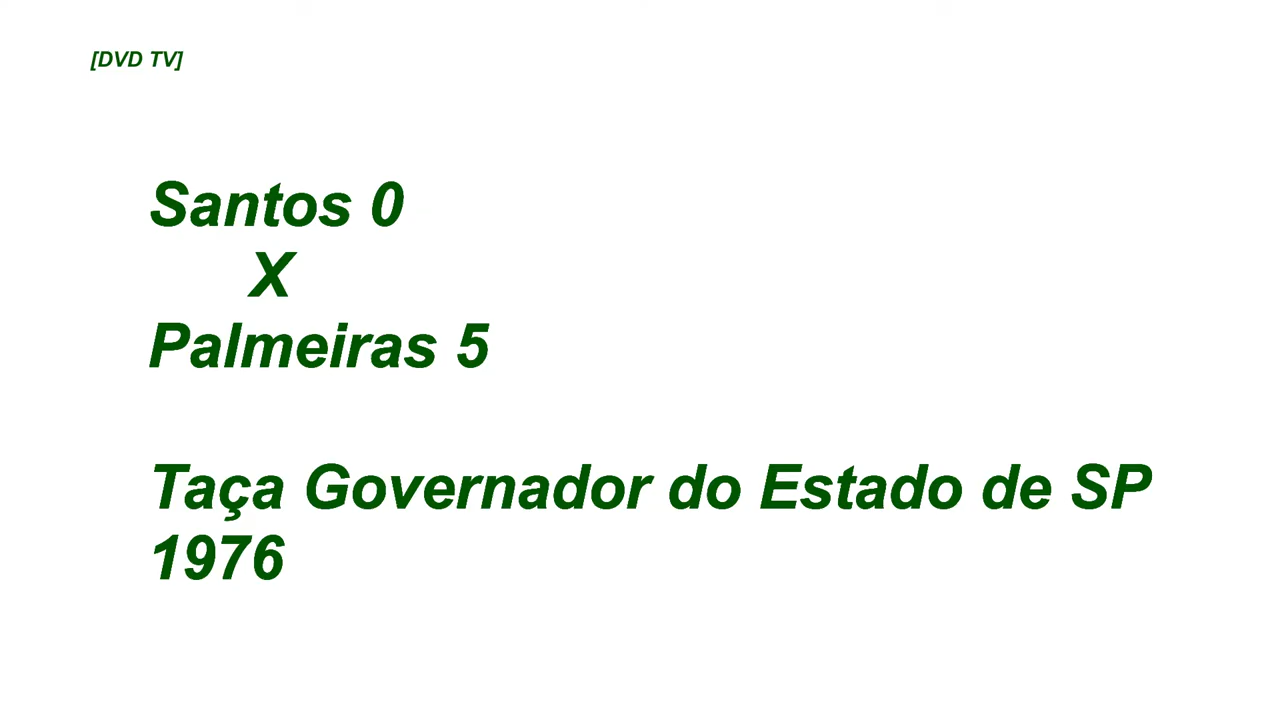 [DVD TV]
Santos 0
X
Palmeiras 5
Taça Governador do Estado de SP
1976